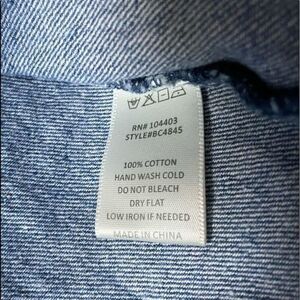 RN# 104403
STYLE#BC4845
100% COTTON
HAND WASH COLD
DO NOT BLEACH
DRY FLAT
LOW IRON IF NEEDED
MADE IN CHINA